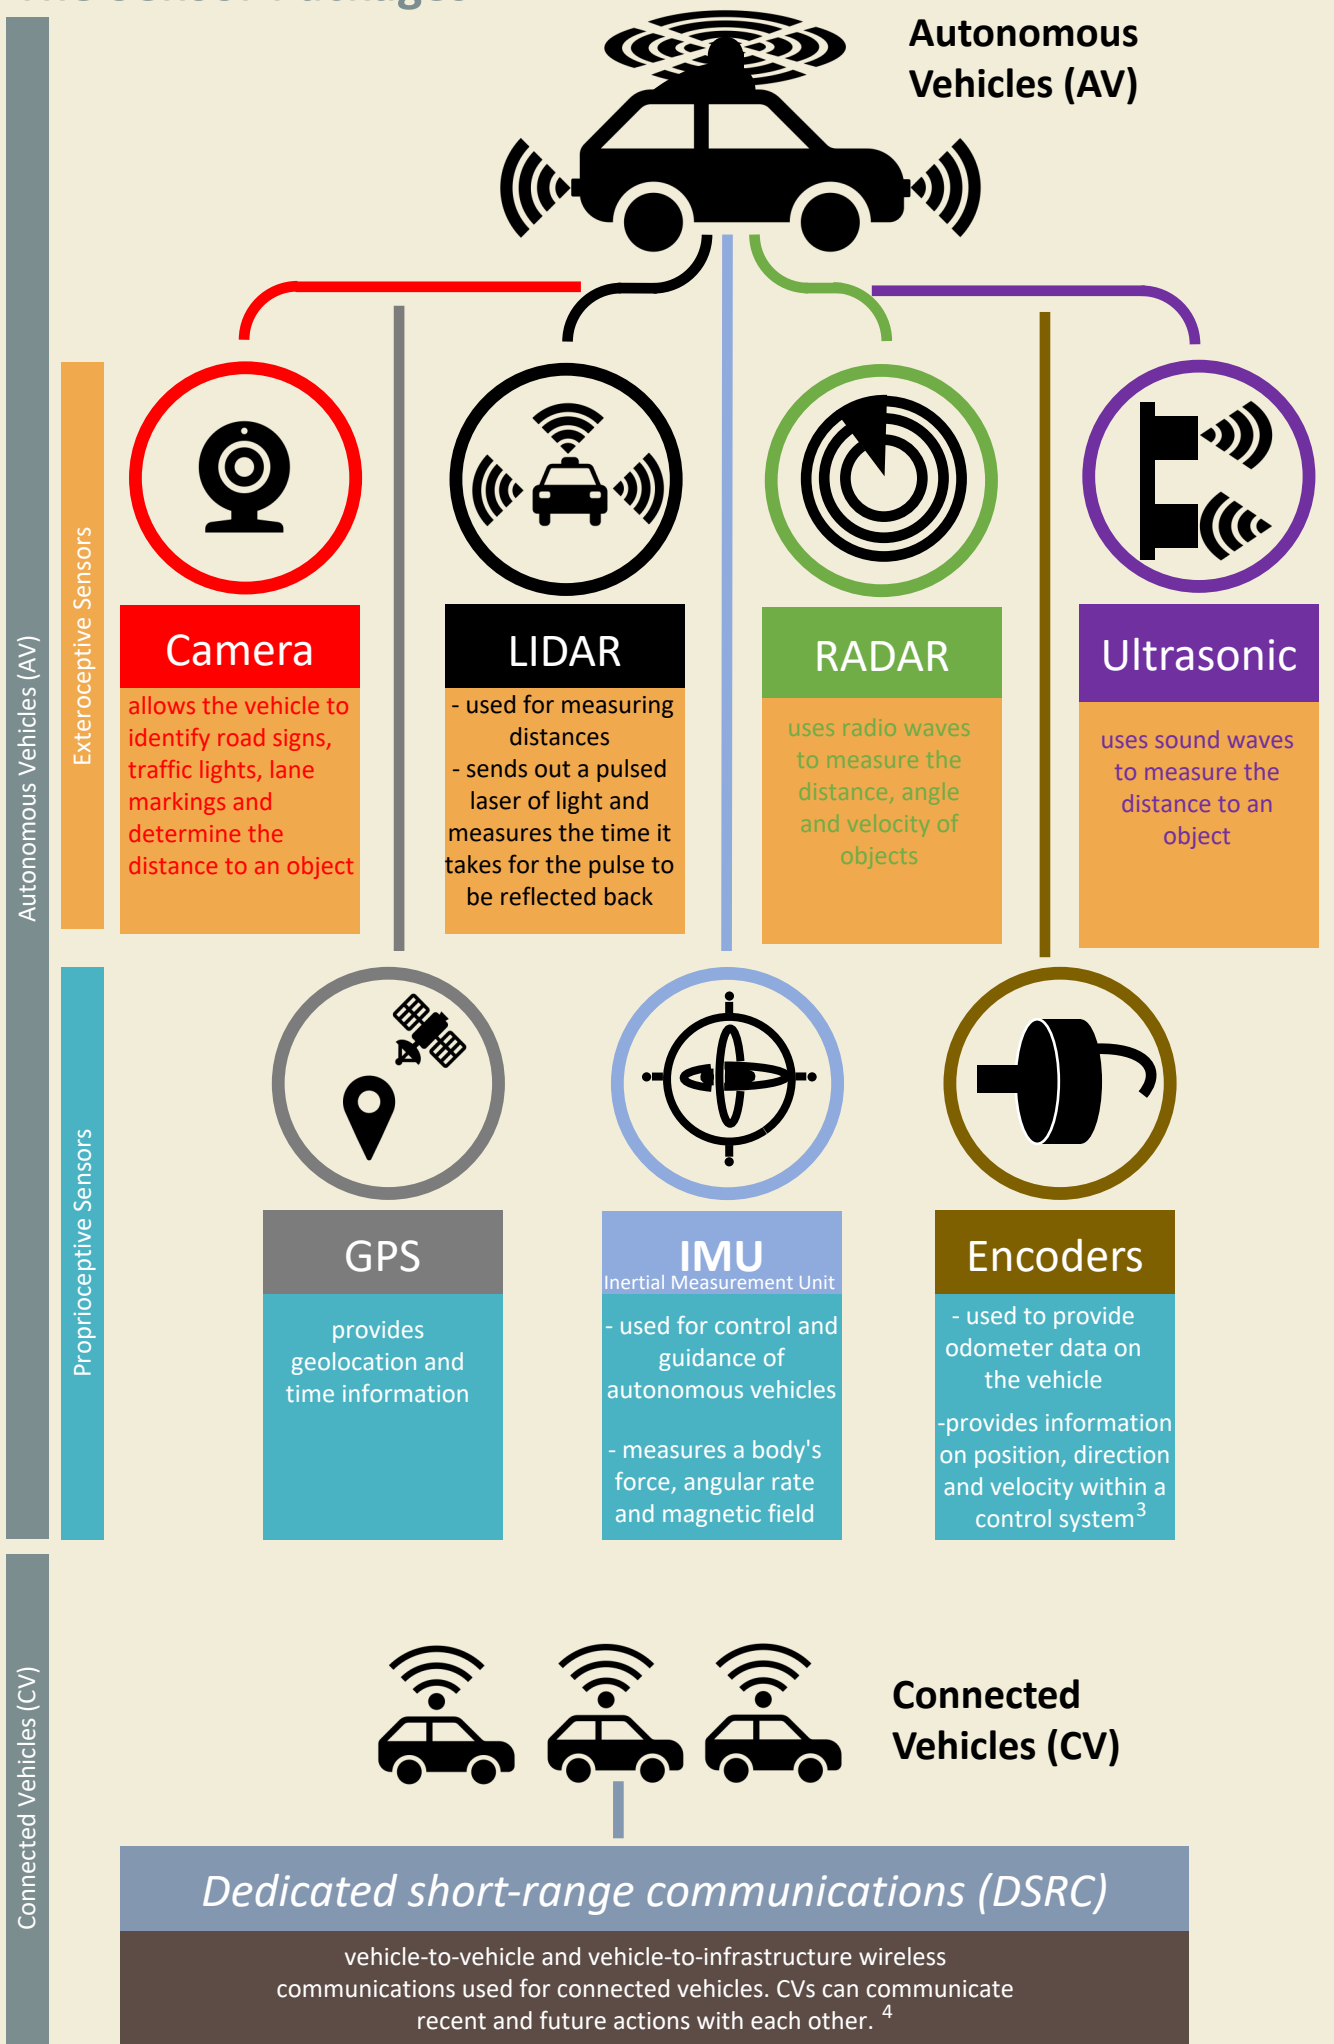 Autonomous
Vehicles (AV)
Autonomous Vehicles (AV)
Exteroceptive Sensors
Camera
allows the vehicle to
identify road signs,
traffic lights, lane
markings and
determine the
distance to an object
LIDAR
- used for measuring
distances
- sends out a pulsed
laser of light and
measures the time it
takes for the pulse to
be reflected back
RADAR
uses radio waves
to measure the
distance, angle
and velocity of
objects
Ultrasonic
uses sound waves
to measure the
distance to an
object
Proprioceptive Sensors
GPS
provides
geolocation and
time information
IMU
Inertial Measurement Unit
- used for control and
guidance of
autonomous vehicles
- measures a body's
force, angular rate
and magnetic field
Encoders
- used to provide
odometer data on
the vehicle
-provides information
on position, direction
and velocity within a
control system3
Connected Vehicles (CV)
Connected
Vehicles (CV)
Dedicated short-range communications (DSRC)
vehicle-to-vehicle and vehicle-to-infrastructure wireless
communications used for connected vehicles. CVs can communicate
recent and future actions with each other. 4